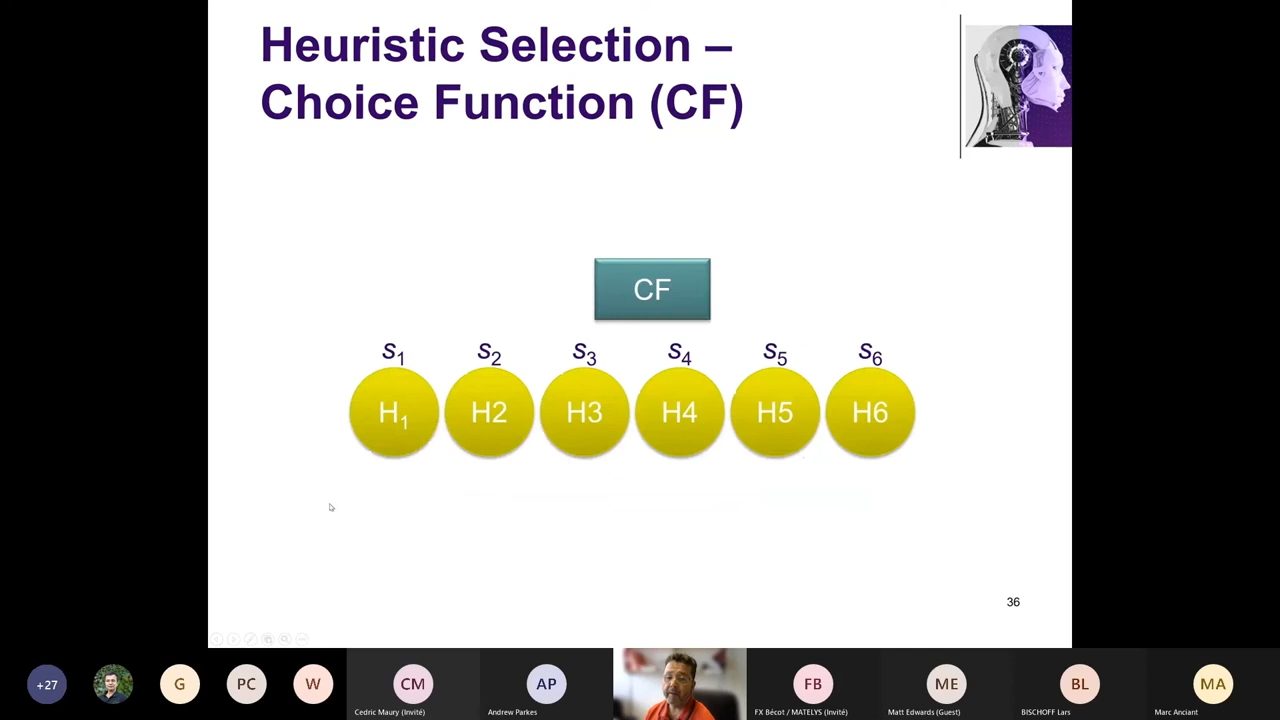 Heuristic Selection –
Choice Function (CF)
CF
s1 s2 s3 s4 s5 s6
H1 H2 H3 H4 H5 H6
36
+27 G PC W CM AP FB ME BL MA
Cedric Maury (Invité) Andrew Parkes FX Bécot / MATELYS (Invité) Matt Edwards (Guest) BISCHOFF Lars Marc Anciant